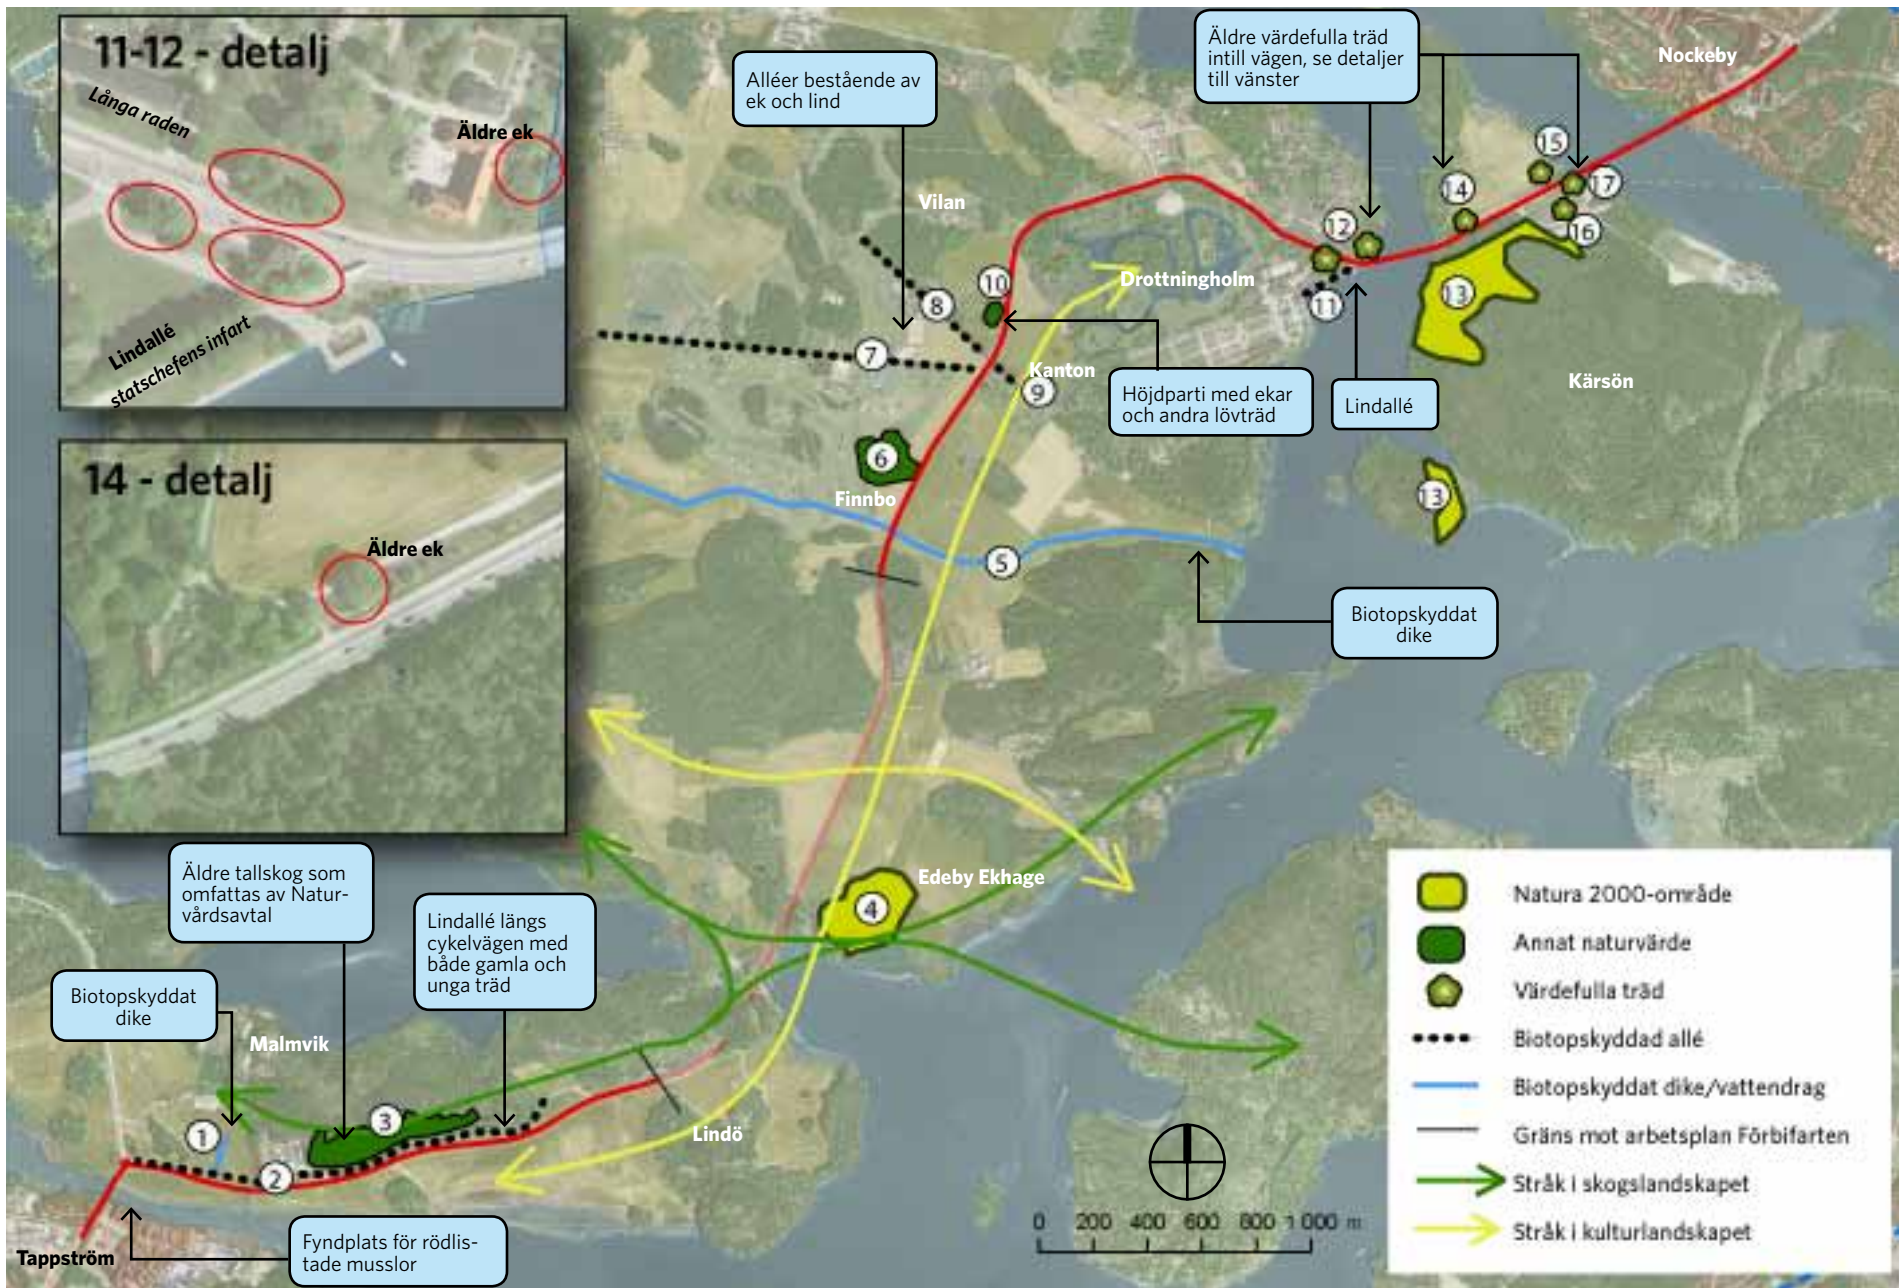 11-12 - detalj
Långa raden
Äldre ek
Lindallé
statschefens infart
14 - detalj
Äldre ek
Alléer bestående av
ek och lind
Äldre värdefulla träd
intill vägen, se detaljer
till vänster
Nockeby
Vilan
15
14
17
12
16
10
Drottningholm
8
11
13
7
Kanton
9
Höjdparti med ekar
och andra lövträd
Lindallé
Kärsön
6
Finnbo
13
5
Biotopskyddat
dike
Edeby Ekhage
4
Äldre tallskog som
omfattas av Natur-
vårdsavtal
Lindallé längs
cykelvägen med
både gamla och
unga träd
Biotopskyddat
dike
Malmvik
3
1
2
Lindö
Tappström
Fyndplats för rödlis-
tade musslor
0 200 400 600 800 1 000 m
Natura 2000-område
Annat naturvärde
Värdefulla träd
Biotopskyddad allé
Biotopskyddat dike/vattendrag
Gräns mot arbetsplan Förbifarten
Stråk i skogslandskapet
Stråk i kulturlandskapet